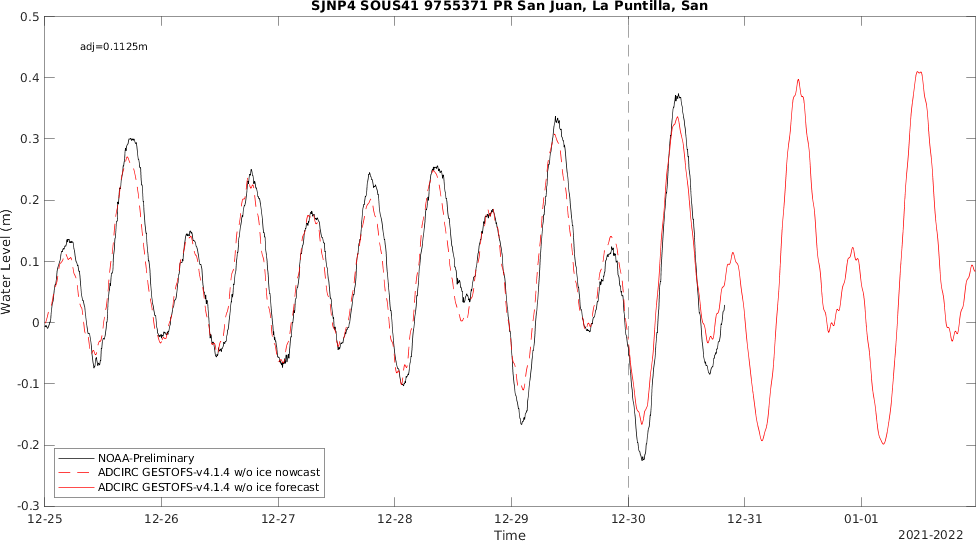 SJNP4 SOUS41 9755371 PR San Juan, La Puntilla, San
adj=0.1125m
0.5
0.4
0.3
0.2
0.1
0
-0.1
-0.2
-0.3
Water Level (m)
NOAA-Preliminary
ADCIRC GESTOFS-v4.1.4 w/o ice nowcast
ADCIRC GESTOFS-v4.1.4 w/o ice forecast
12-25 12-26 12-27 12-28 12-29 12-30 12-31 01-01
Time
2021-2022